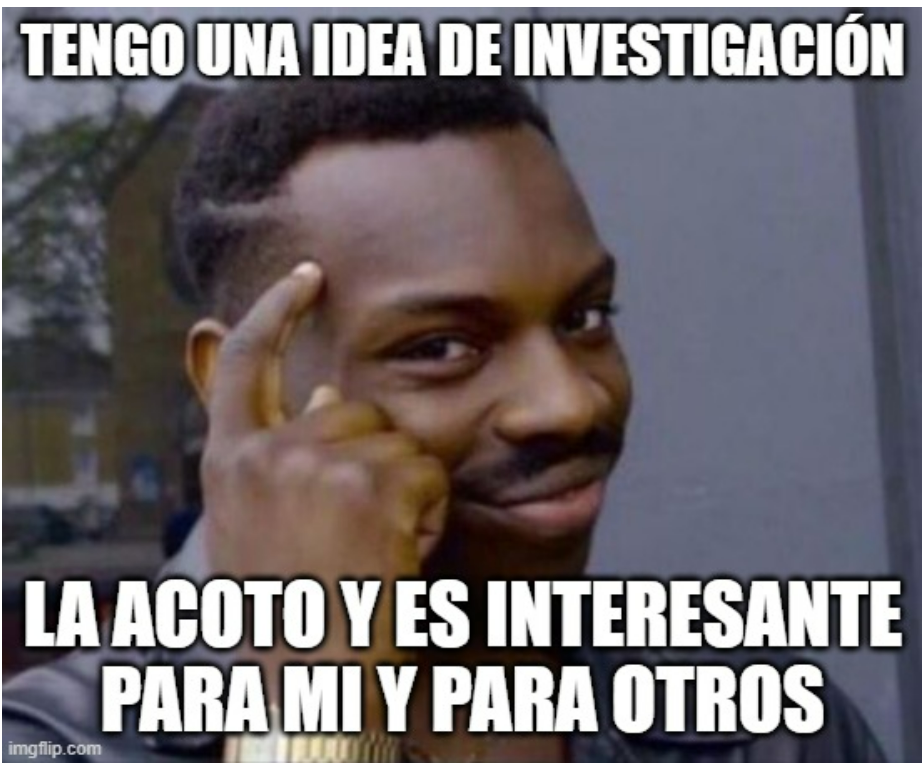 TENGO UNA IDEA DE INVESTIGACIÓN
LA ACOTO Y ES INTERESANTE
PARA MI Y PARA OTROS
imgflip.com